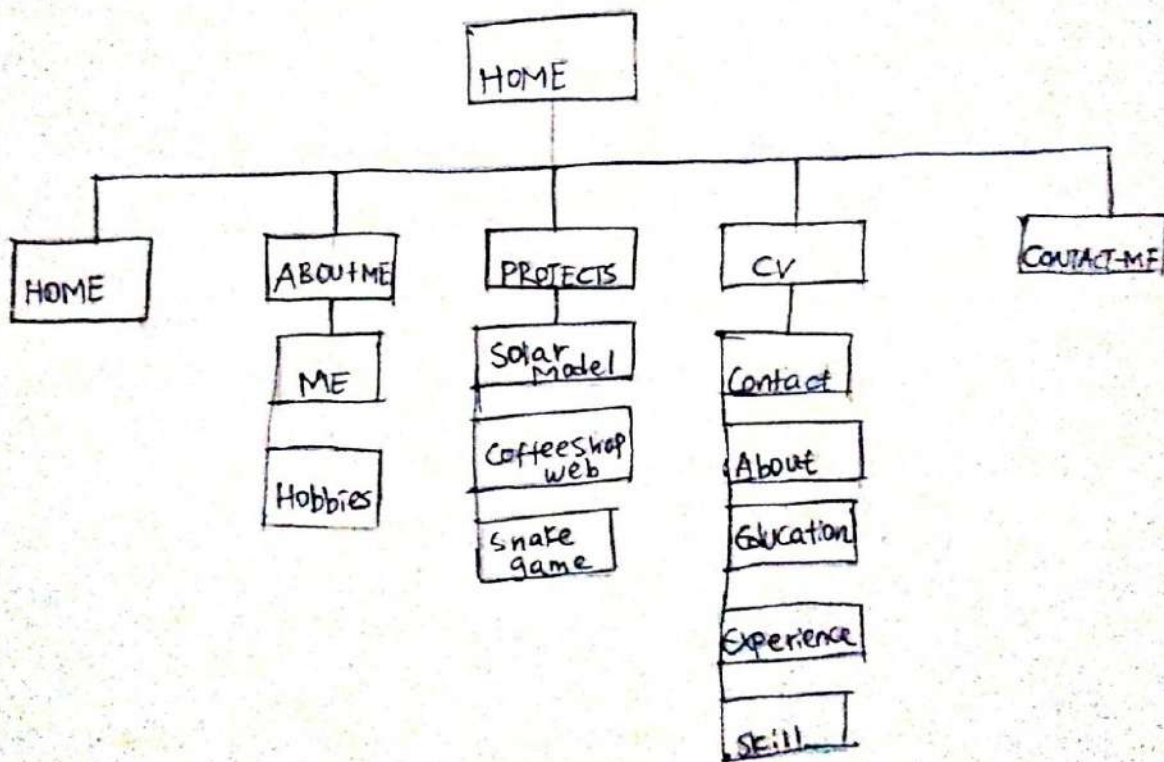 HOME
HOME
ABOUT ME
PROJECTS
CV
CONTACT-ME
ME
Hobbies
Solar
Model
Coffeeshop
web
Snake
game
Contact
About
Education
Experience
Skill